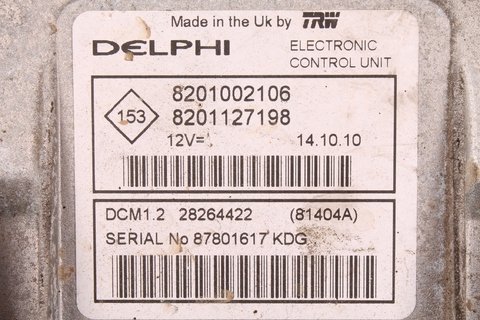 Made in the Uk by TRW
DELPHI
ELECTRONIC
CONTROL UNIT
153
8201002106
8201127198
12V=
14.10.10
DCM1.2 28264422 (81404A)
SERIAL No 87801617 KDG